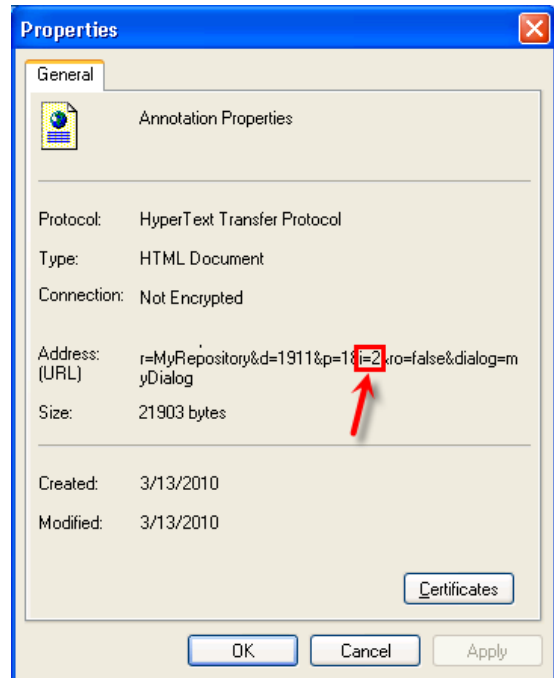 Properties
General
Annotation Properties
Protocol: HyperText Transfer Protocol
Type: HTML Document
Connection: Not Encrypted
Address: r=MyRepository&d=1911&p=1&i=2&ro=false&dialog=m
(URL) yDialog
Size: 21903 bytes
Created: 3/13/2010
Modified: 3/13/2010
Certificates
OK Cancel Apply